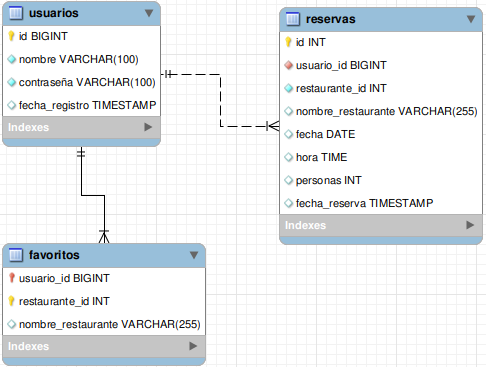 usuarios
id BIGINT
nombre VARCHAR(100)
contraseña VARCHAR(100)
fecha_registro TIMESTAMP
Indexes
reservas
id INT
usuario_id BIGINT
restaurante_id INT
nombre_restaurante VARCHAR(255)
fecha DATE
hora TIME
personas INT
fecha_reserva TIMESTAMP
Indexes
favoritos
usuario_id BIGINT
restaurante_id INT
nombre_restaurante VARCHAR(255)
Indexes